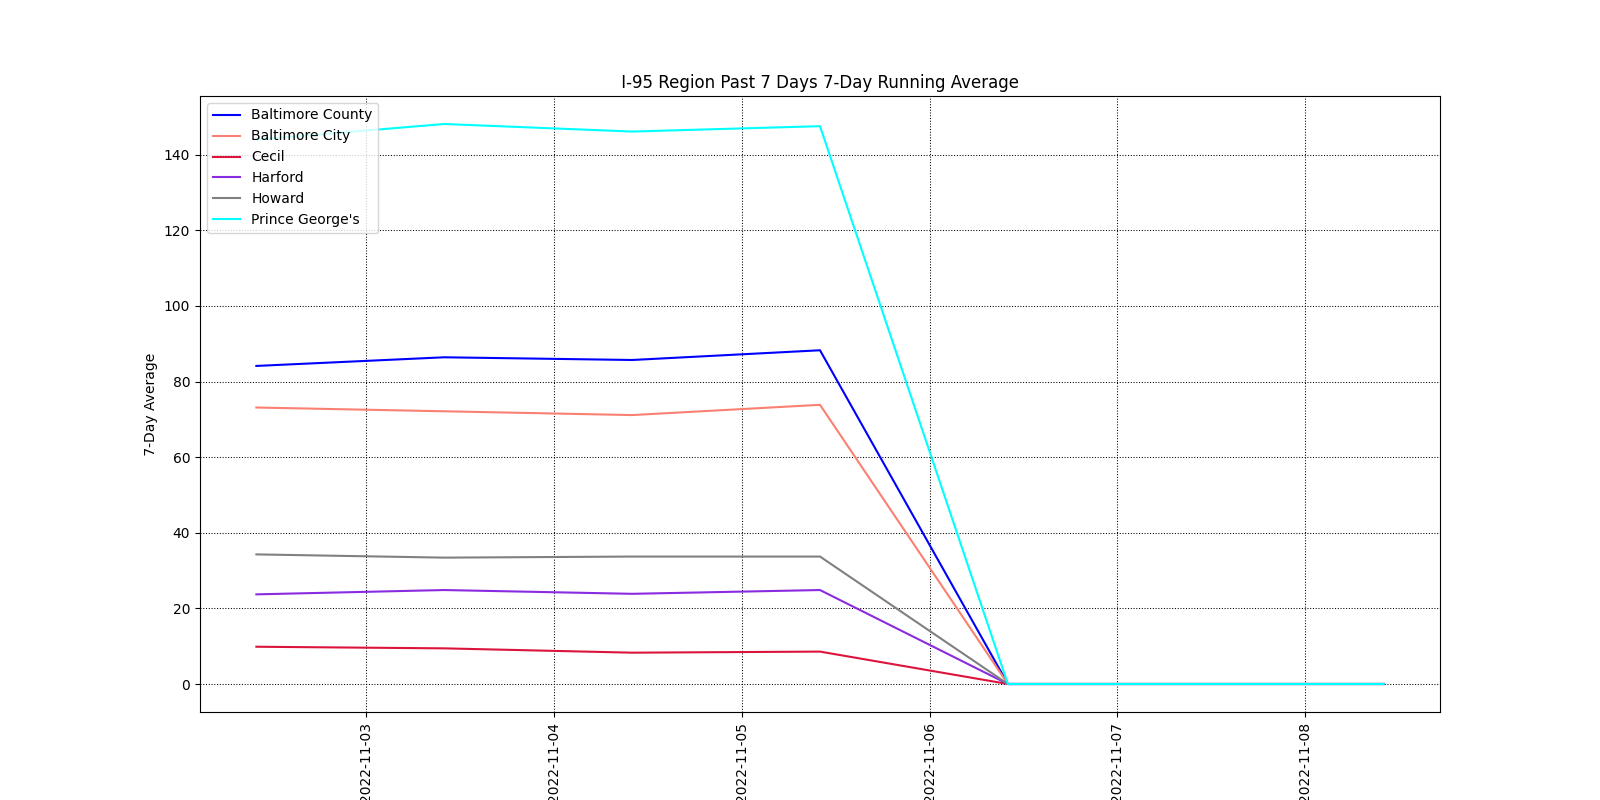 I-95 Region Past 7 Days 7-Day Running Average
Baltimore County
Baltimore City
Cecil
Harford
Howard
Prince George's
7-Day Average
140
120
100
80
60
40
20
0
2022-11-03
2022-11-04
2022-11-05
2022-11-06
2022-11-07
2022-11-08